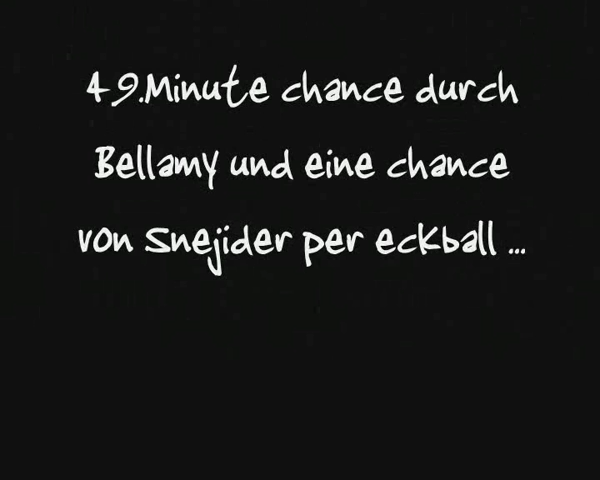 49.Minute chance durch
Bellamy und eine chance
von Snejider per eckball ...